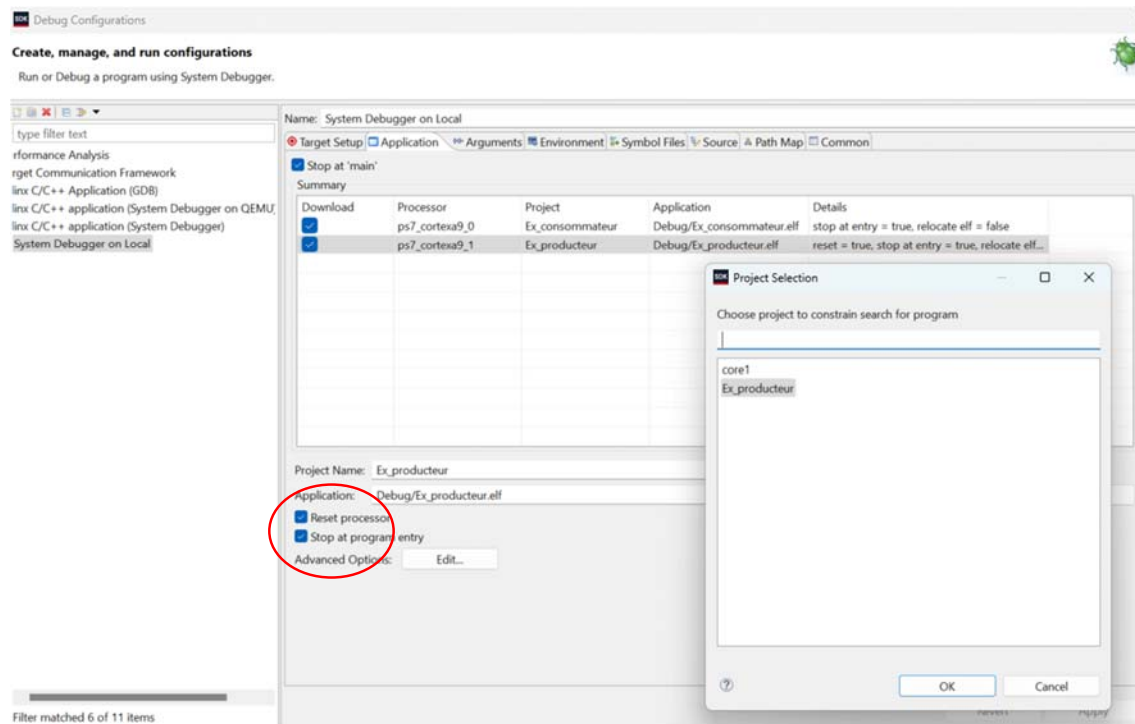 SDK Debug Configurations
Create, manage, and run configurations
Run or Debug a program using System Debugger.
type filter text
rformance Analysis
rget Communication Framework
linx C/C++ Application (GDB)
linx C/C++ application (System Debugger on QEMU)
linx C/C++ application (System Debugger)
System Debugger on Local
Filter matched 6 of 11 items
Name: System Debugger on Local
Target Setup Application Arguments Environment Symbol Files Source Path Map Common
Stop at 'main'
Summary
Download Processor Project Application Details
ps7_cortexa9_0 Ex_consommateur Debug/Ex_consommateur.elf stop at entry = true, relocate elf = false
ps7_cortexa9_1 Ex_producteur Debug/Ex_producteur.elf reset = true, stop at entry = true, relocate elf...
Project Name: Ex_producteur
Application: Debug/Ex_producteur.elf
Reset processor
Stop at program entry
Advanced Options: Edit...
SDK Project Selection
Choose project to constrain search for program
core1
Ex_producteur
OK Cancel
Revert Apply